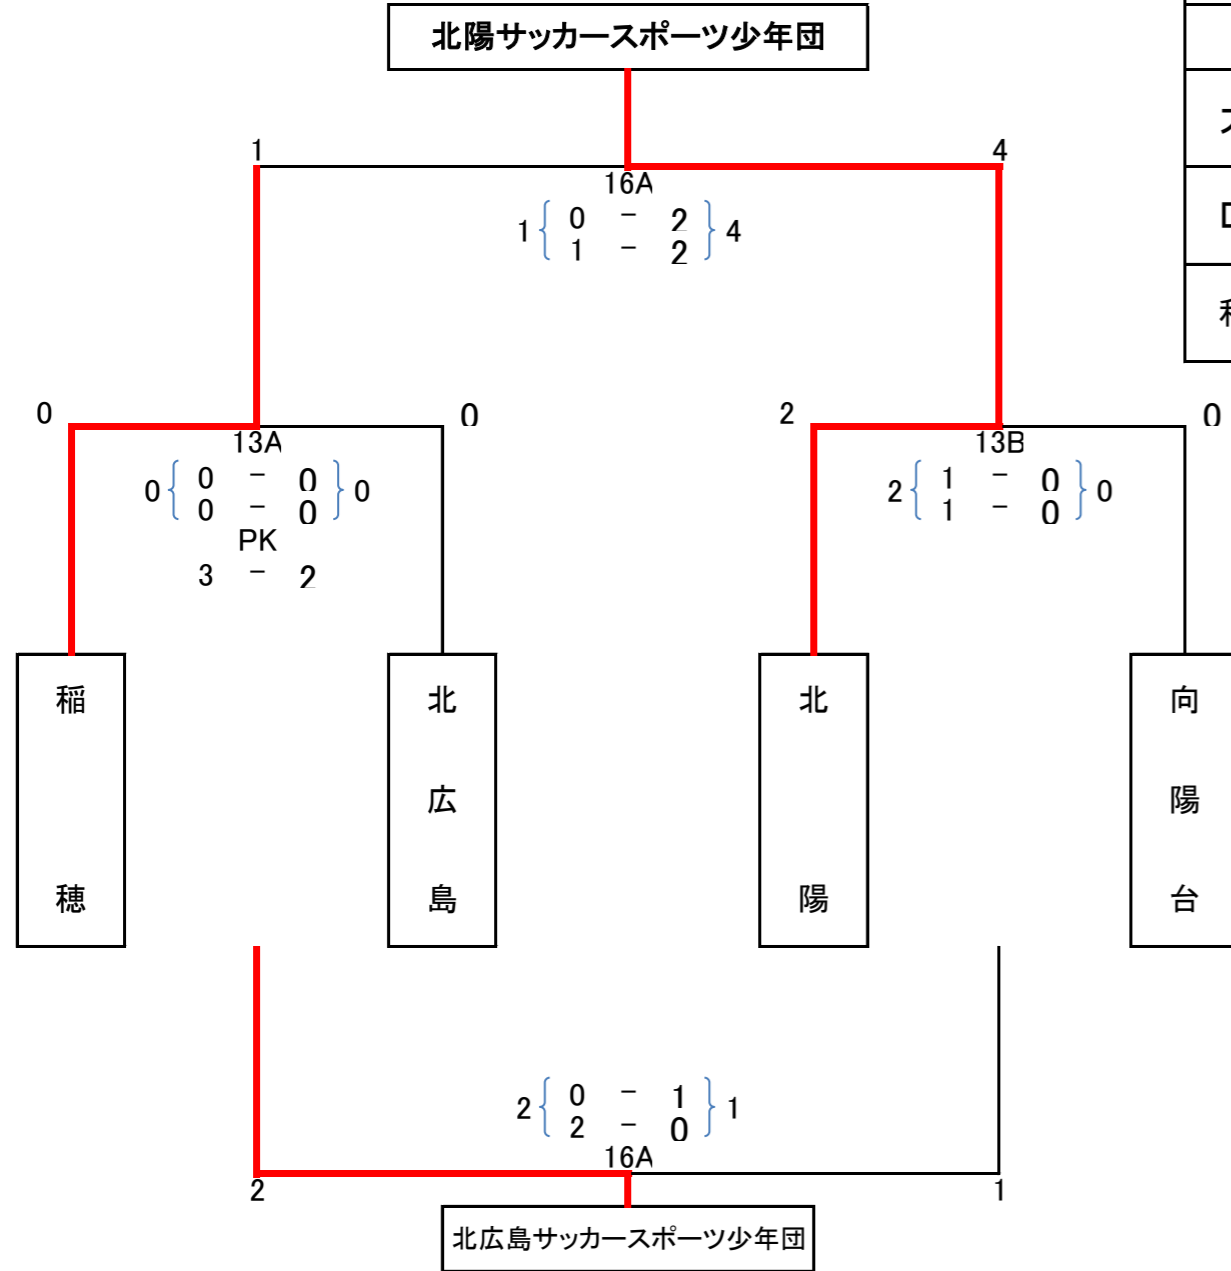 北陽サッカースポーツ少年団
1 4
16A
1 { 0 - 2 } 4
1 - 2
0 0 2 0
13A 13B
0 { 0 - 0 } 0 2 { 1 - 0 } 0
0 - 0 1 - 0
PK
3 - 2
稲穂
北広島
北陽
向陽台
2 { 0 - 1 } 1
2 - 0
16A
2 1
北広島サッカースポーツ少年団